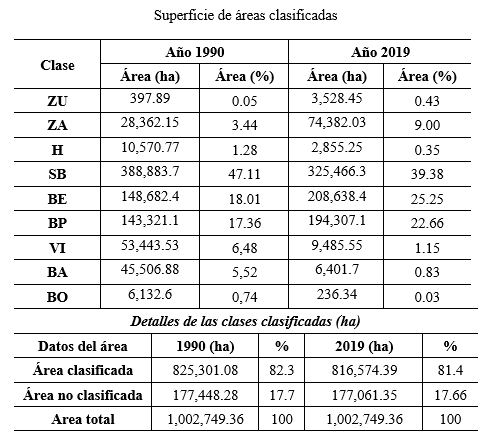 Superficie de áreas clasificadas
Clase Año 1990 Año 2019
Área (ha) Área (%) Área (ha) Área (%)
ZU 397.89 0.05 3,528.45 0.43
ZA 28,362.15 3.44 74,382.03 9.00
H 10,570.77 1.28 2,855.25 0.35
SB 388,883.7 47.11 325,466.3 39.38
BE 148,682.4 18.01 208,638.4 25.25
BP 143,321.1 17.36 194,307.1 22.66
VI 53,443.53 6,48 9,485.55 1.15
BA 45,506.88 5,52 6,401.7 0.83
BO 6,132.6 0,74 236.34 0.03
Detalles de las clases clasificadas (ha)
Datos del área 1990 (ha) % 2019 (ha) %
Área clasificada 825,301.08 82.3 816,574.39 81.4
Área no clasificada 177,448.28 17.7 177,061.35 17.66
Area total 1,002,749.36 100 1,002,749.36 100